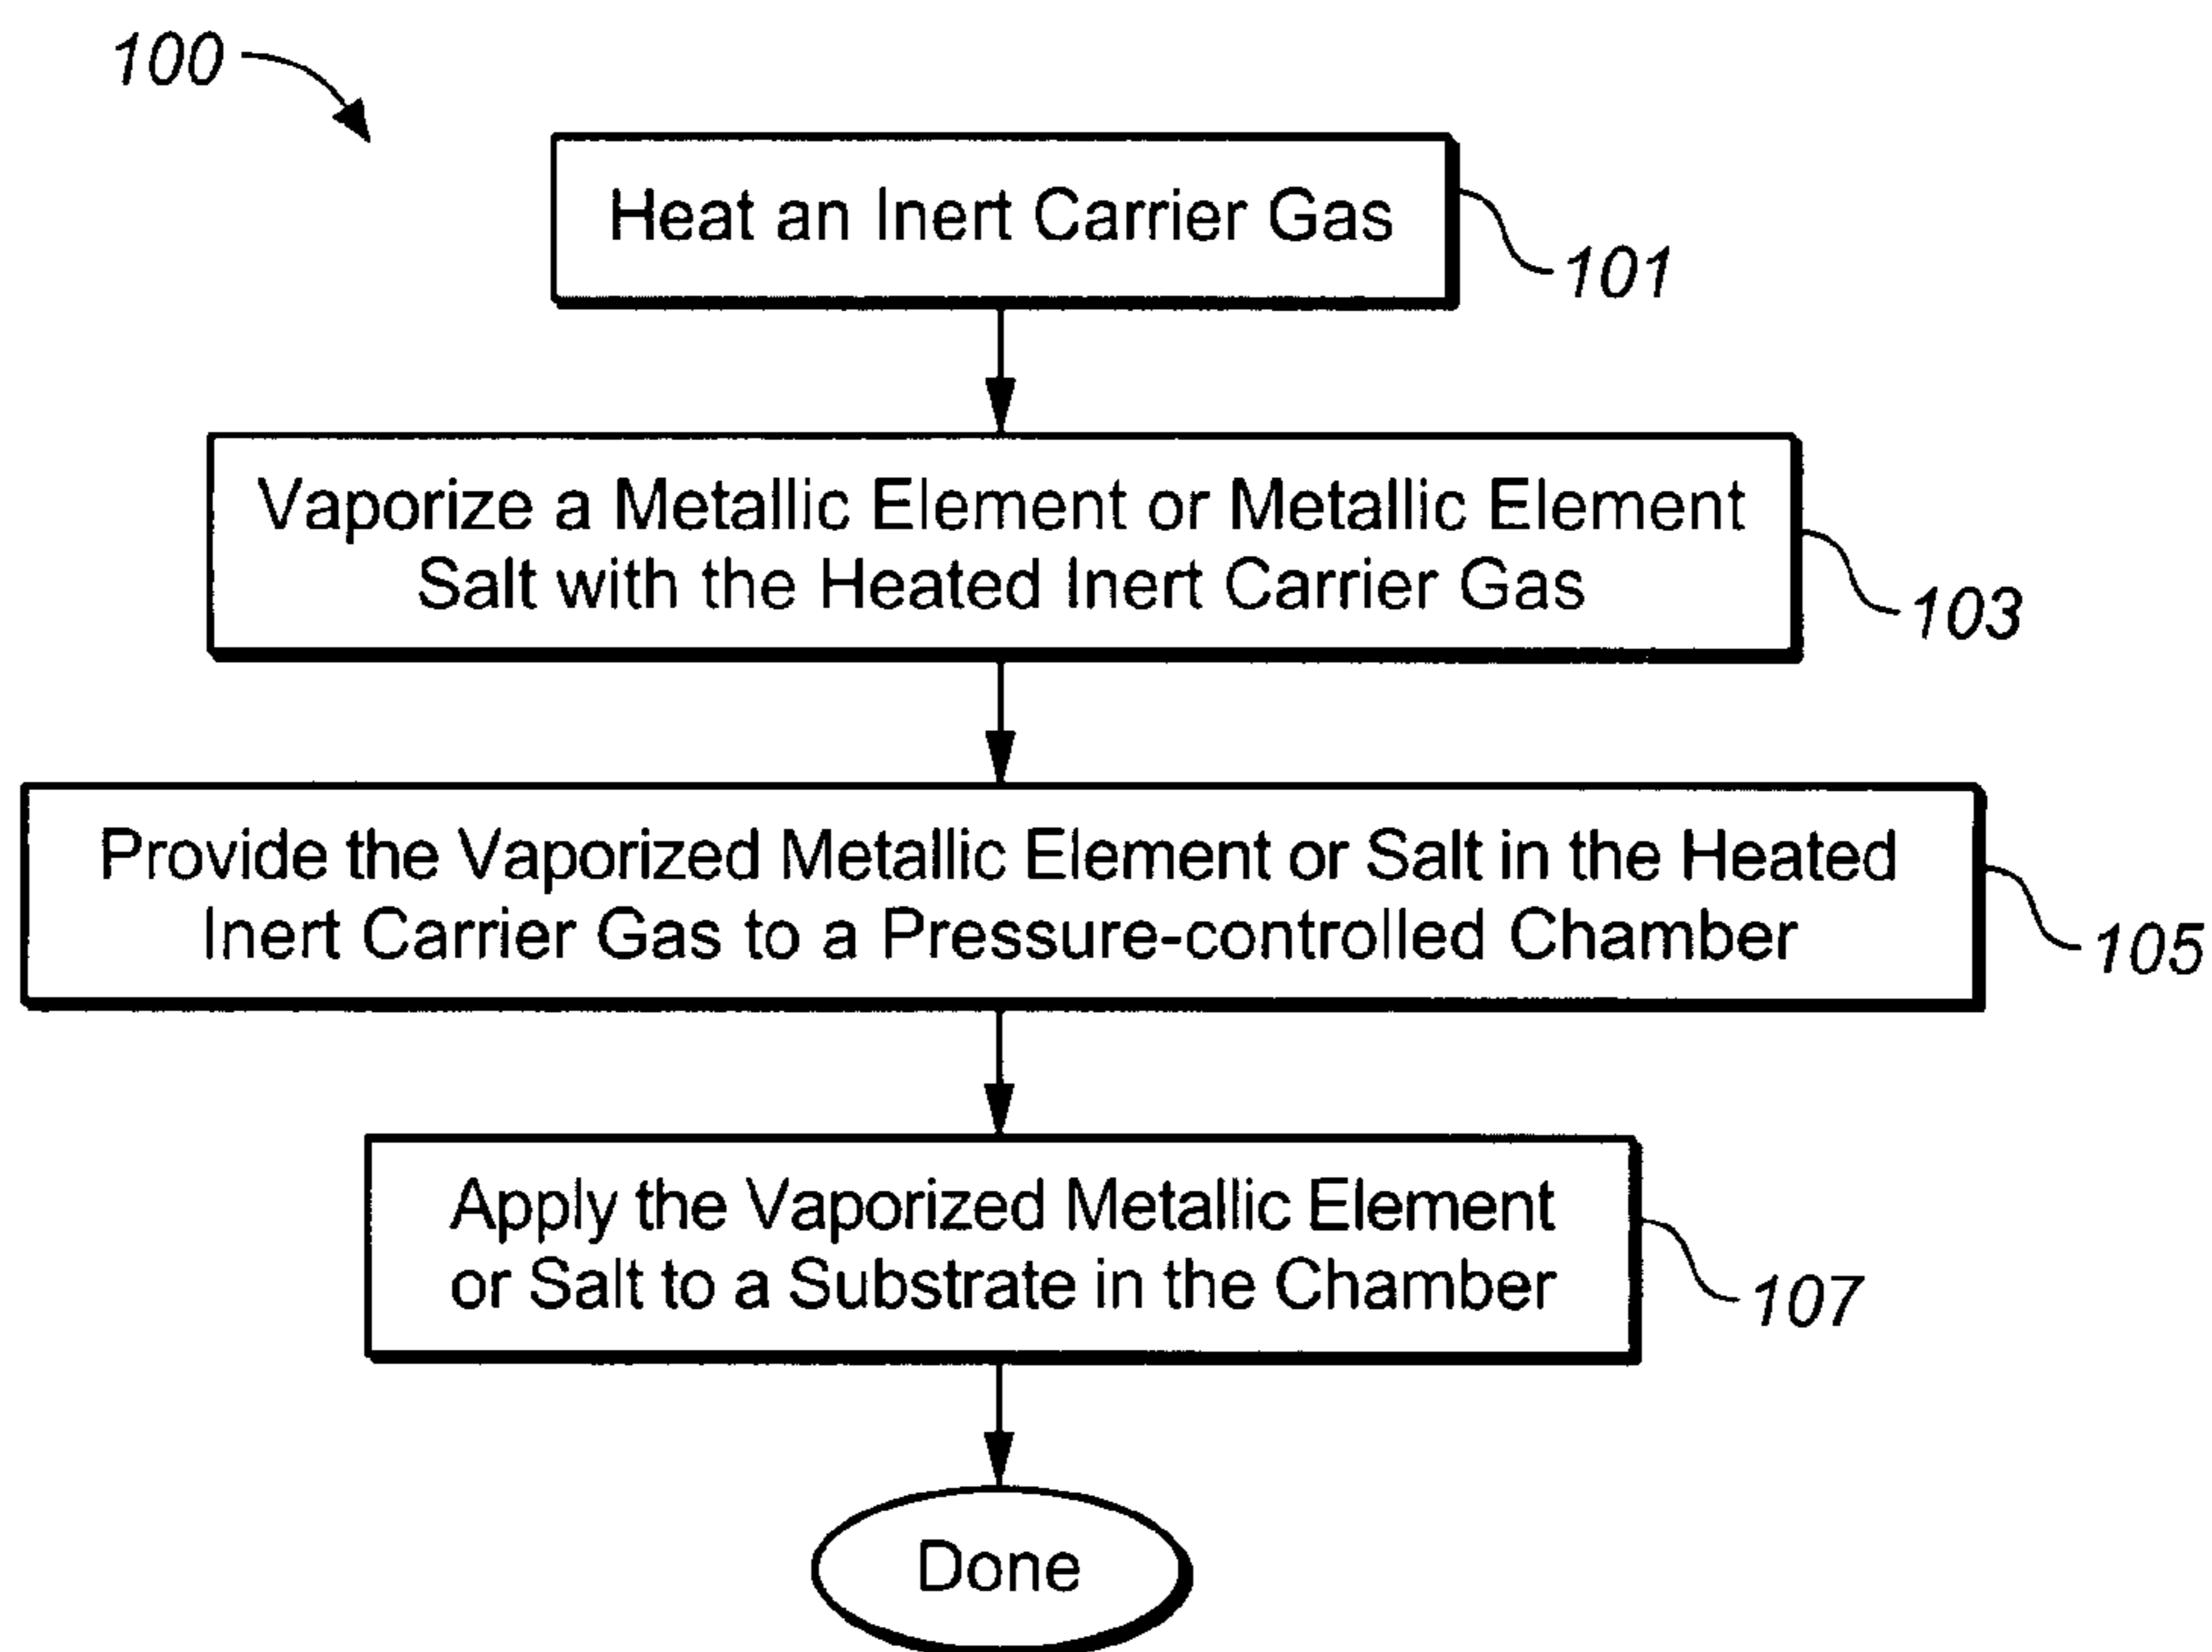 100
Heat an Inert Carrier Gas
101
Vaporize a Metallic Element or Metallic Element
Salt with the Heated Inert Carrier Gas
103
Provide the Vaporized Metallic Element or Salt in the Heated
Inert Carrier Gas to a Pressure-controlled Chamber
105
Apply the Vaporized Metallic Element
or Salt to a Substrate in the Chamber
107
Done